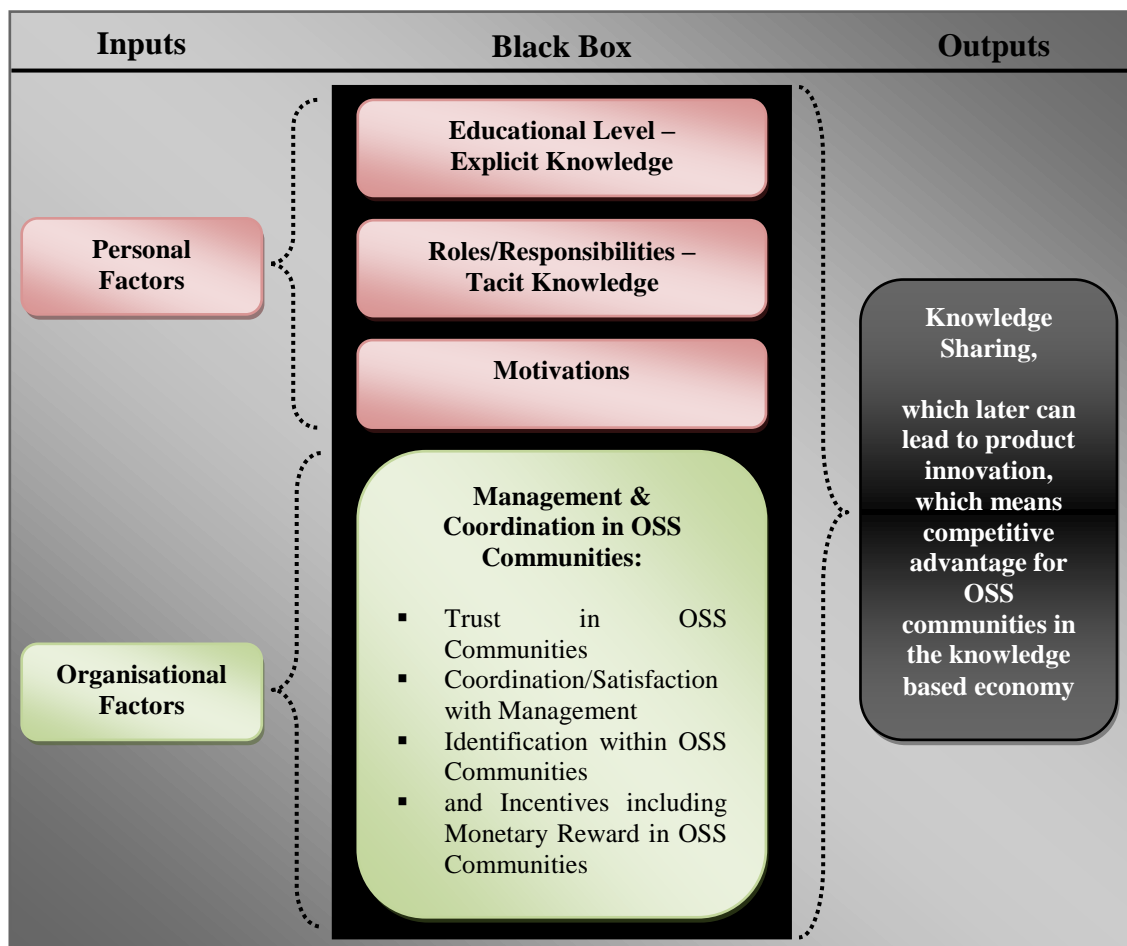 Inputs
Black Box
Outputs
Personal
Factors
Organisational
Factors
Educational Level –
Explicit Knowledge
Roles/Responsibilities –
Tacit Knowledge
Motivations
Management &
Coordination in OSS
Communities:
▪ Trust in OSS
Communities
▪ Coordination/Satisfaction
with Management
▪ Identification within OSS
Communities
▪ and Incentives including
Monetary Reward in OSS
Communities
Knowledge
Sharing,
which later can
lead to product
innovation,
which means
competitive
advantage for
OSS
communities in
the knowledge
based economy